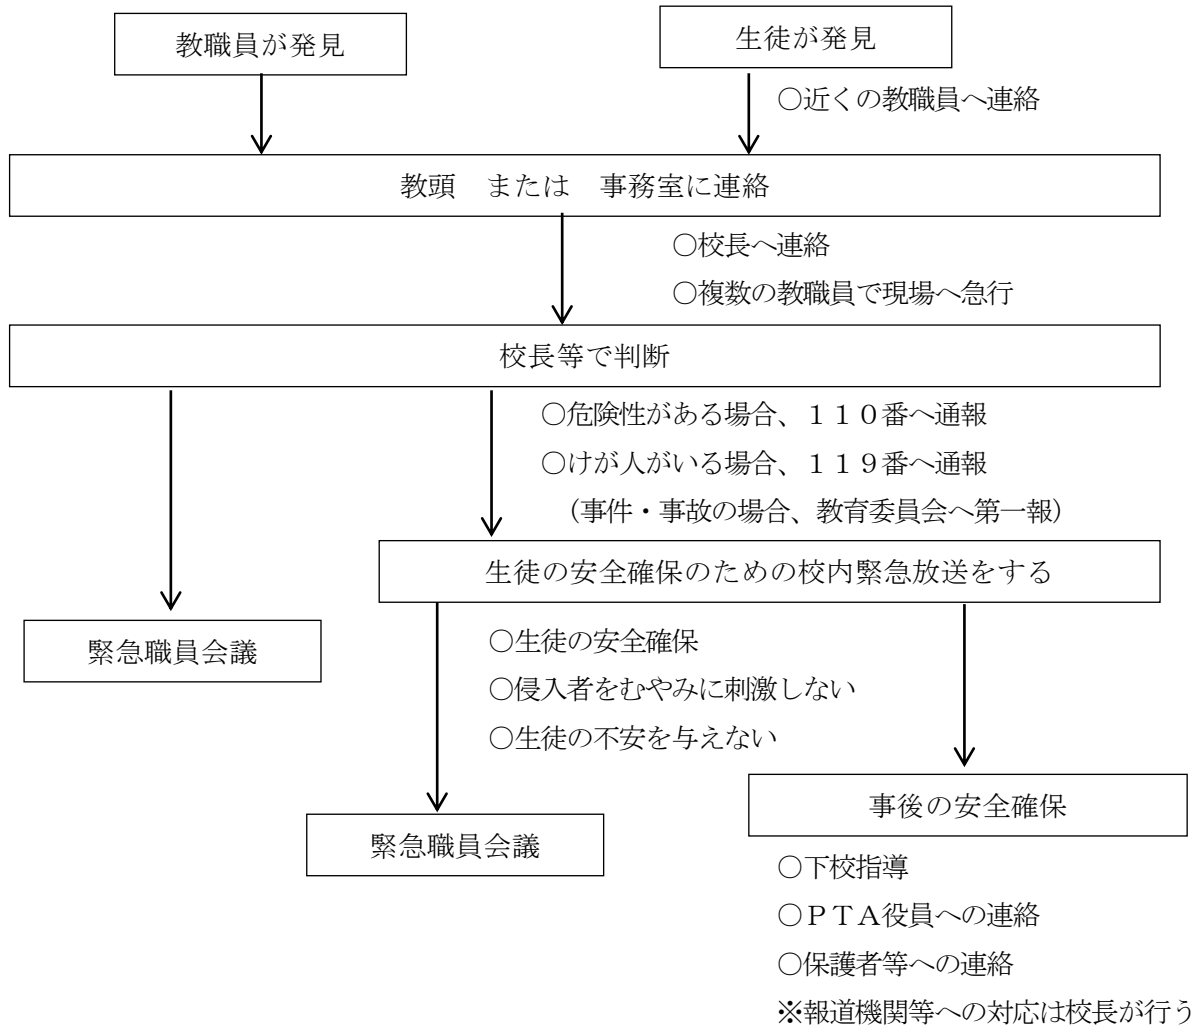 教職員が発見
生徒が発見
○近くの教職員へ連絡
教頭　または　事務室に連絡
○校長へ連絡
○複数の教職員で現場へ急行
校長等で判断
○危険性がある場合、１１０番へ通報
○けが人がいる場合、１１９番へ通報
（事件・事故の場合、教育委員会へ第一報）
生徒の安全確保のための校内緊急放送をする
緊急職員会議
○生徒の安全確保
○侵入者をむやみに刺激しない
○生徒の不安を与えない
事後の安全確保
緊急職員会議
○下校指導
○ＰＴＡ役員への連絡
○保護者等への連絡
※報道機関等への対応は校長が行う